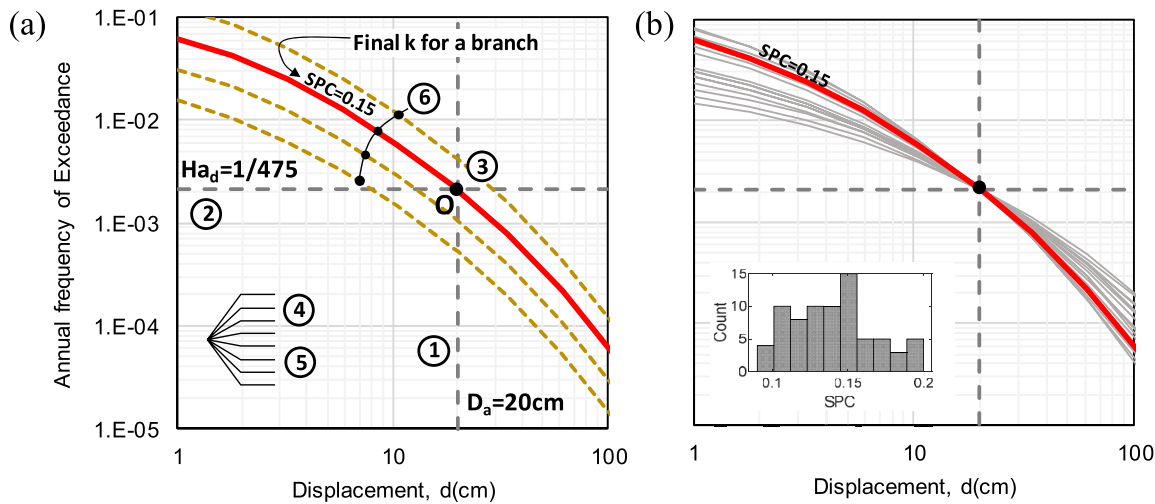 (a)
1.E-01
1.E-02
1.E-03
1.E-04
1.E-05
Annual frequency of Exceedance
Final k for a branch
SPC=0.15
6
Had=1/475
3
2
O
4
5
1
Da=20cm
1
10
100
Displacement, d(cm)
(b)
SPC=0.15
15
10
5
0
Count
0.1
0.15
0.2
SPC
1
10
100
Displacement, d(cm)